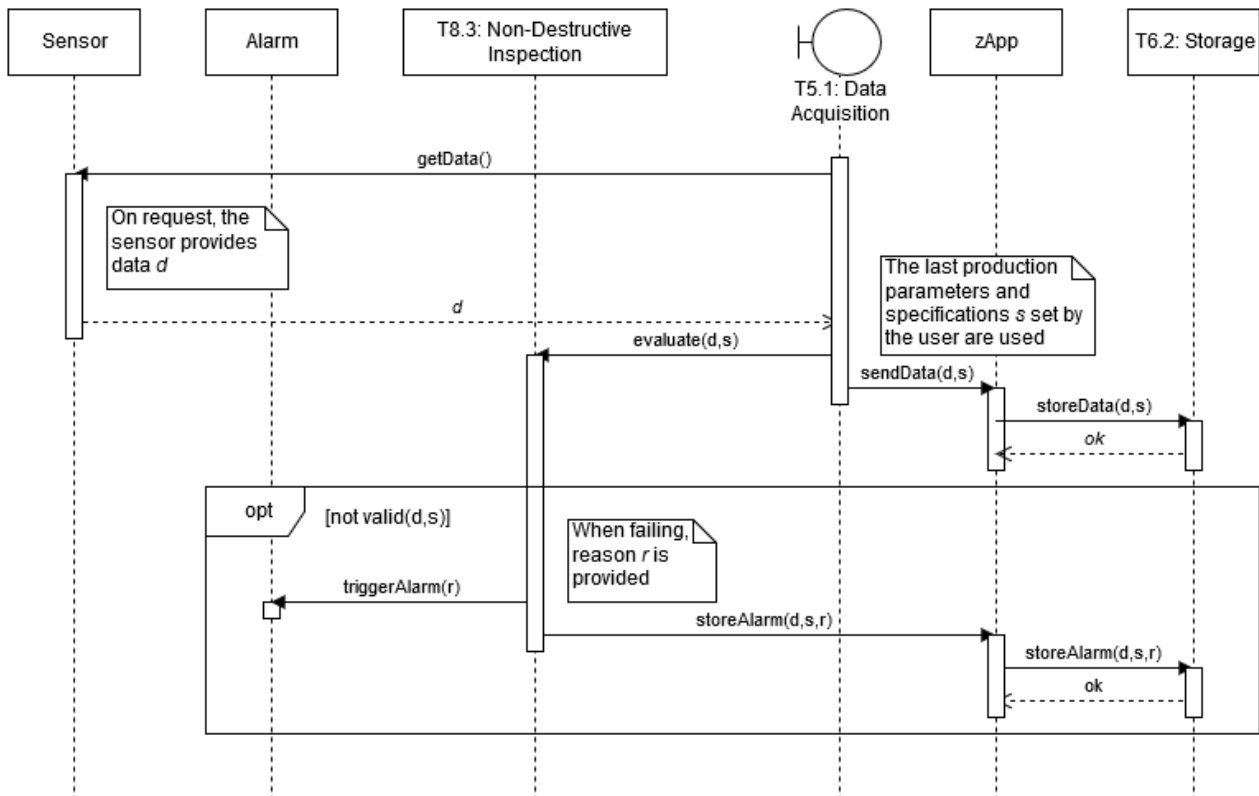 Sensor
Alarm
T8.3: Non-Destructive
Inspection
T5.1: Data
Acquisition
zApp
T6.2: Storage
getData()
On request, the
sensor provides
data d
d
The last production
parameters and
specifications s set by
the user are used
evaluate(d,s)
sendData(d,s)
storeData(d,s)
ok
opt
[not valid(d,s)]
When failing,
reason r is
provided
triggerAlarm(r)
storeAlarm(d,s,r)
storeAlarm(d,s,r)
ok